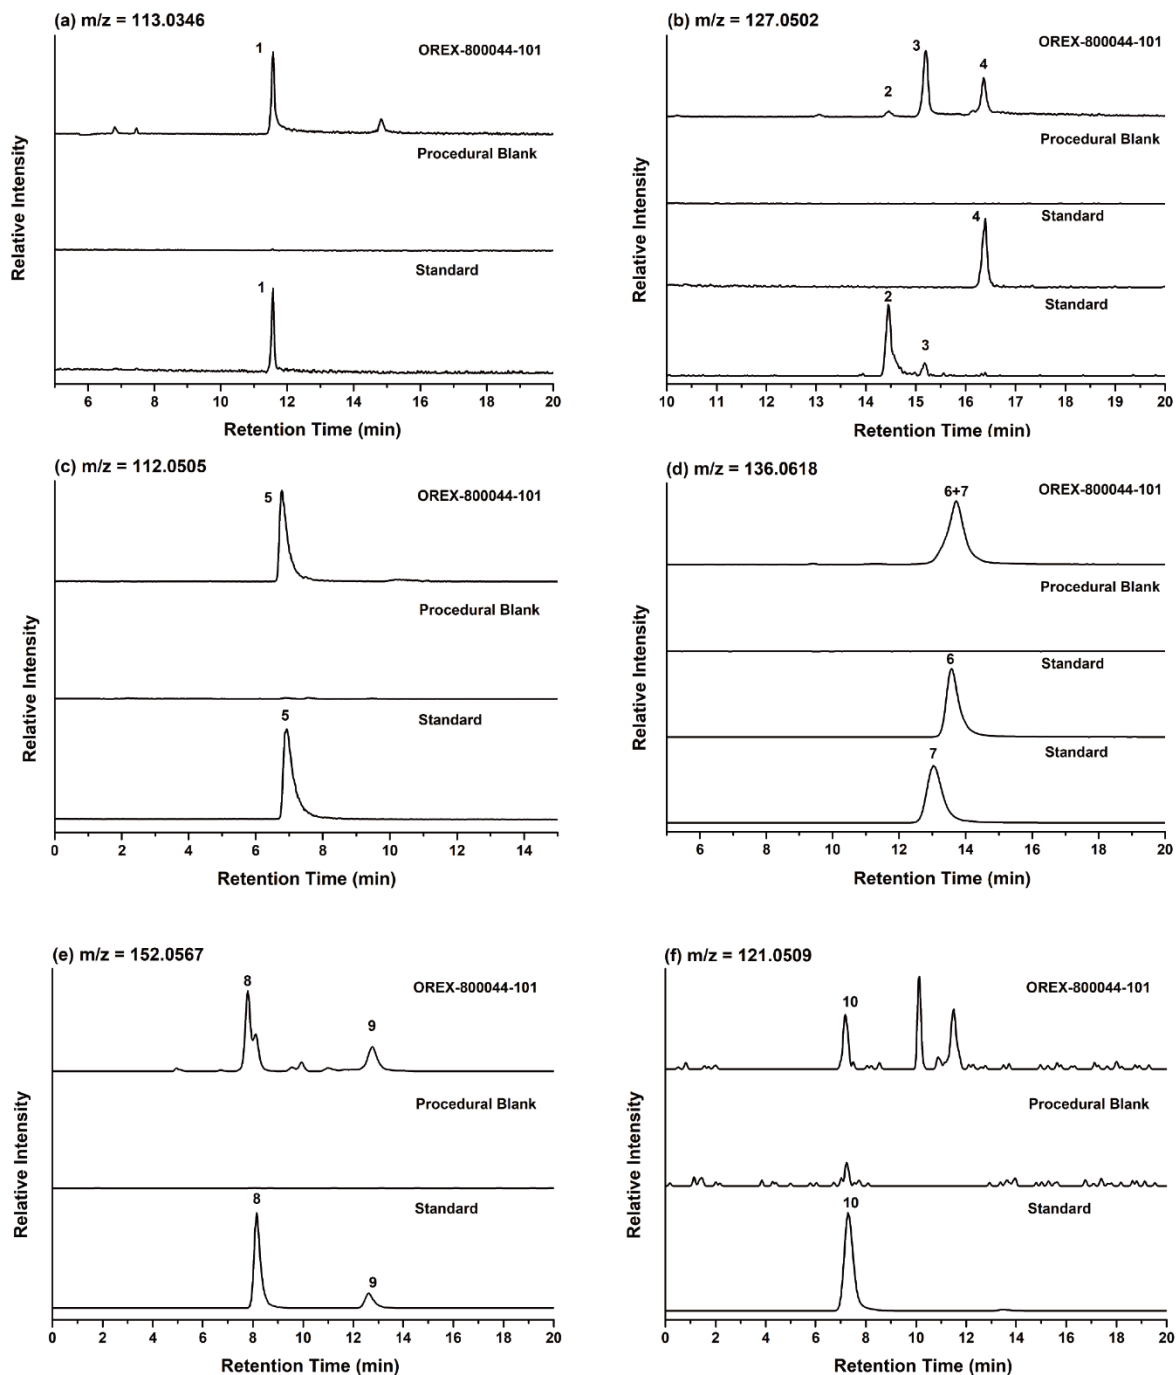 (a) m/z = 113.0346
1
OREX-800044-101
Procedural Blank
Standard
1
Relative Intensity
6 8 10 12 14 16 18 20
Retention Time (min)
(b) m/z = 127.0502
3
OREX-800044-101
4
2
Procedural Blank
Standard
4
Standard
2
3
Relative Intensity
10 11 12 13 14 15 16 17 18 19 20
Retention Time (min)
(c) m/z = 112.0505
5
OREX-800044-101
Procedural Blank
5
Standard
Relative Intensity
0 2 4 6 8 10 12 14
Retention Time (min)
(d) m/z = 136.0618
6+7
OREX-800044-101
Procedural Blank
6
Standard
7
Standard
Relative Intensity
6 8 10 12 14 16 18 20
Retention Time (min)
(e) m/z = 152.0567
8
OREX-800044-101
9
Procedural Blank
8
Standard
9
Relative Intensity
0 2 4 6 8 10 12 14 16 18 20
Retention Time (min)
(f) m/z = 121.0509
10
OREX-800044-101
Procedural Blank
10
Standard
Relative Intensity
0 2 4 6 8 10 12 14 16 18 20
Retention Time (min)